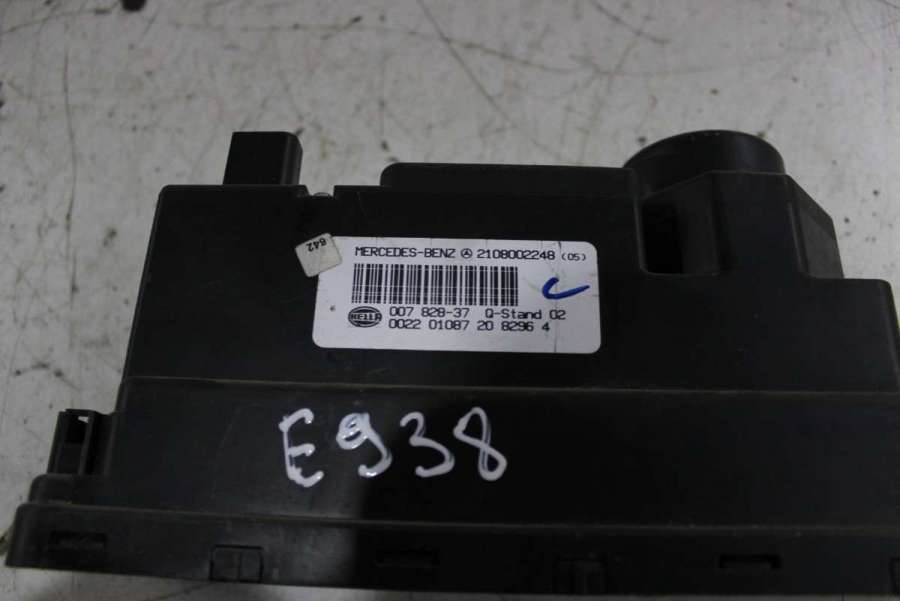 642
MERCEDES-BENZ 2108002248 (05)
HELLA 007 828-37 Q-Stand 02
0022 01087 20 8296 4
E938